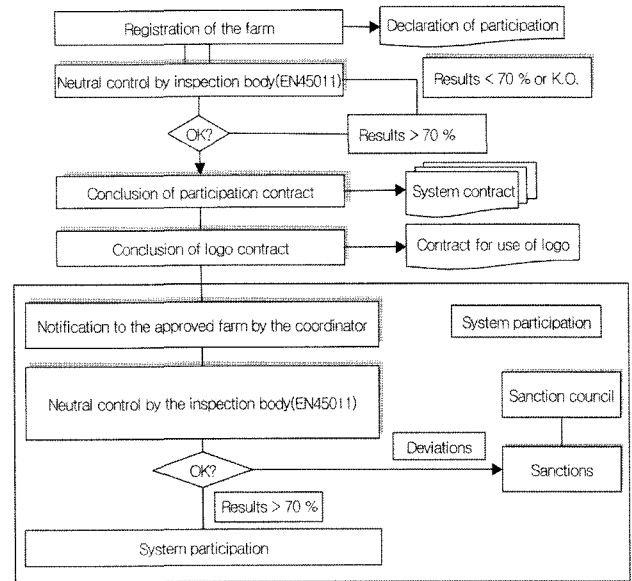 Registration of the farm
Declaration of participation
Neutral control by inspection body(EN45011)
Results < 70 % or K.O.
OK?
Results > 70 %
Conclusion of participation contract
System contract
Conclusion of logo contract
Contract for use of logo
Notification to the approved farm by the coordinator
System participation
Neutral control by the inspection body(EN45011)
Sanction council
Deviations
OK?
Sanctions
Results > 70 %
System participation